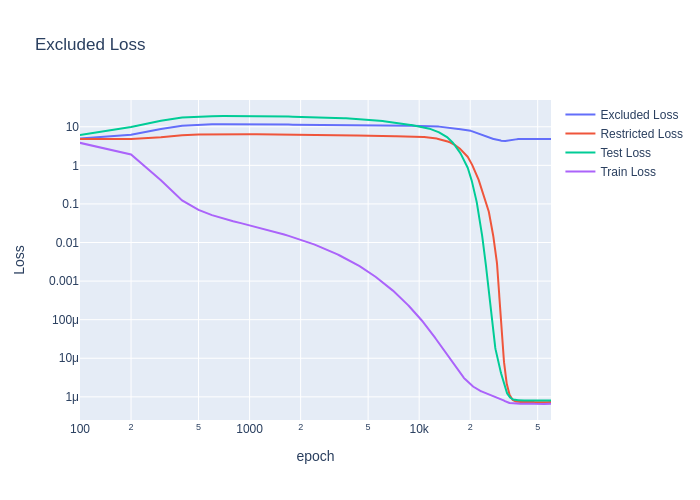 Excluded Loss
10
1
0.1
0.01
0.001
100μ
10μ
1μ
Loss
100
2
5
1000
2
5
10k
2
5
epoch
Excluded Loss
Restricted Loss
Test Loss
Train Loss